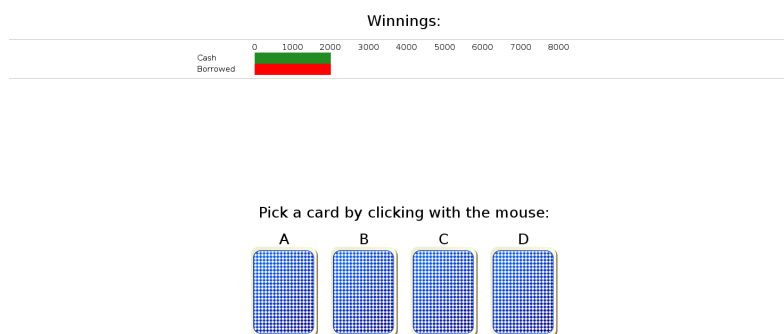 Winnings:
0 1000 2000 3000 4000 5000 6000 7000 8000
Cash
Borrowed
Pick a card by clicking with the mouse:
A B C D